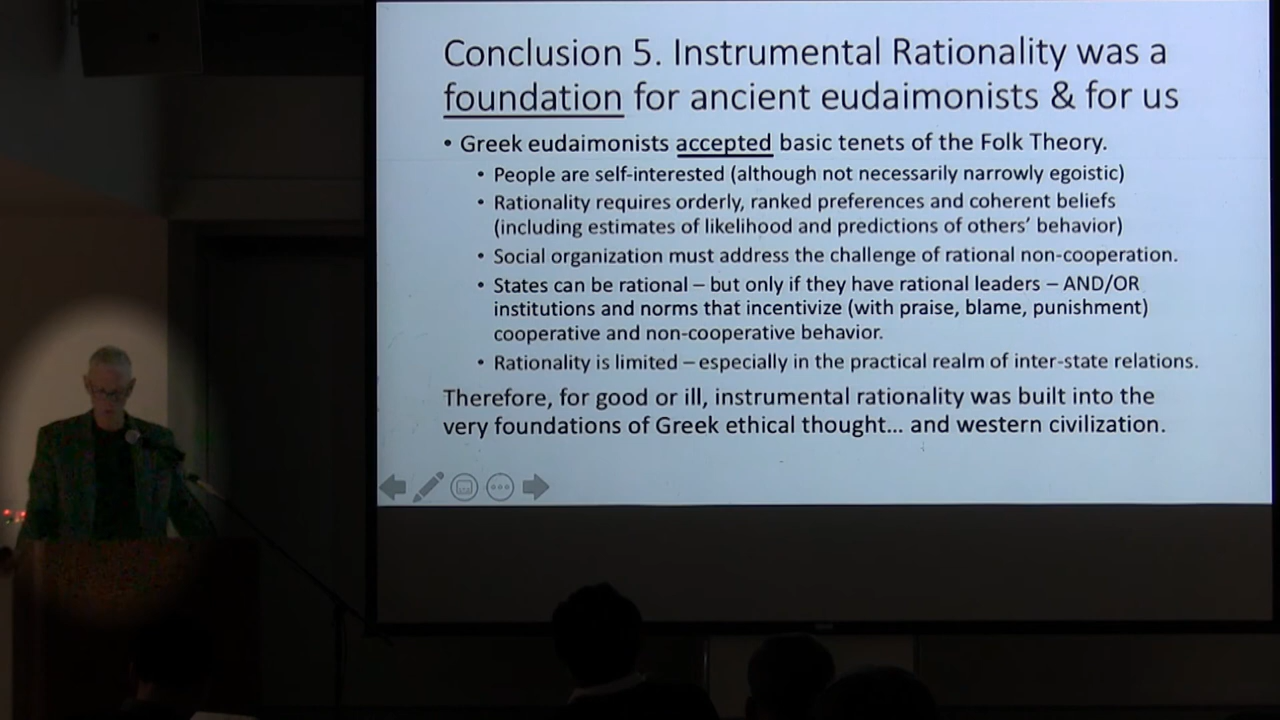 Conclusion 5. Instrumental Rationality was a
foundation for ancient eudaimonists & for us
• Greek eudaimonists accepted basic tenets of the Folk Theory.
• People are self-interested (although not necessarily narrowly egoistic)
• Rationality requires orderly, ranked preferences and coherent beliefs
(including estimates of likelihood and predictions of others’ behavior)
• Social organization must address the challenge of rational non-cooperation.
• States can be rational – but only if they have rational leaders – AND/OR
institutions and norms that incentivize (with praise, blame, punishment)
cooperative and non-cooperative behavior.
• Rationality is limited – especially in the practical realm of inter-state relations.
Therefore, for good or ill, instrumental rationality was built into the
very foundations of Greek ethical thought... and western civilization.